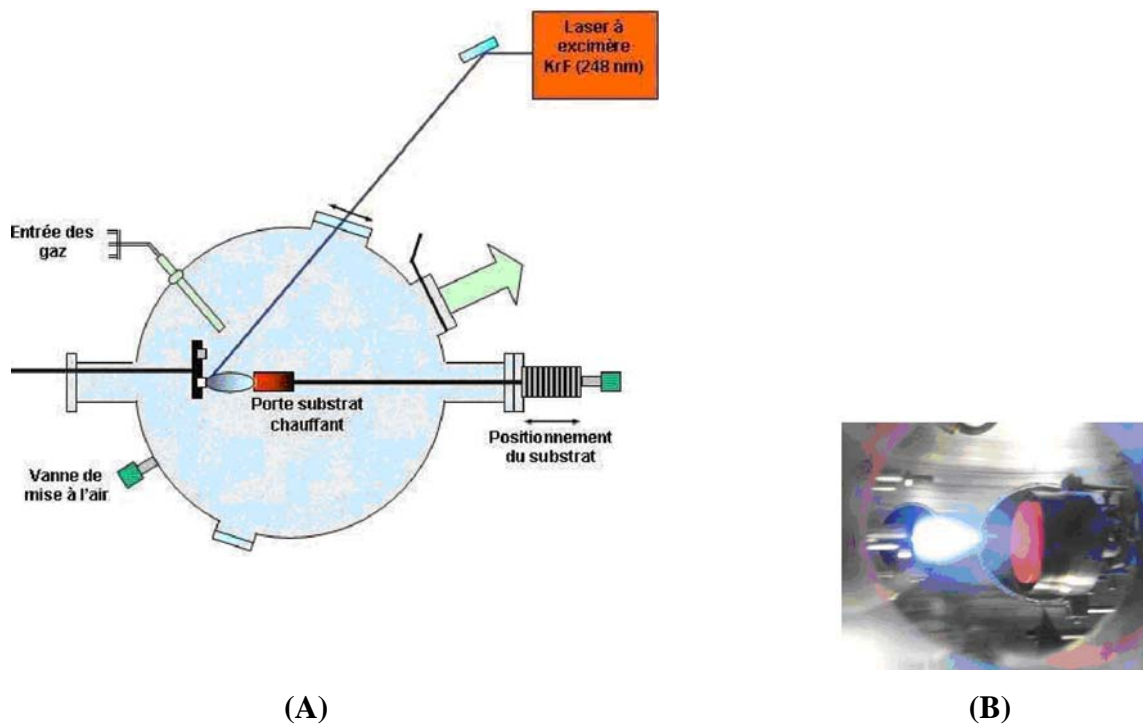 Laser à
excimère
KrF (248 nm)
Entrée des
gaz
Porte substrat
chauffant
Positionnement
du substrat
Vanne de
mise à l'air
(A)
(B)